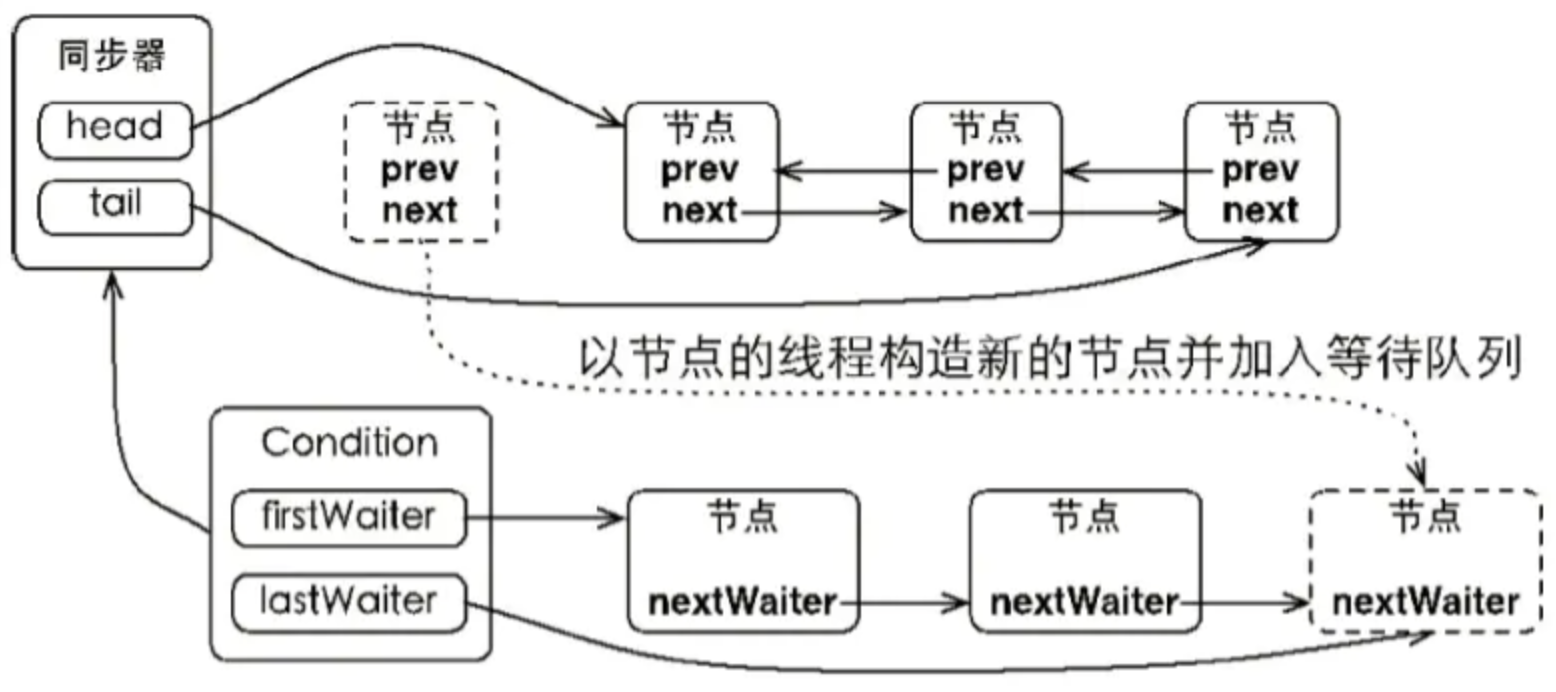 同步器
head
tail
节点
prev
next
节点
prev
next
节点
prev
next
节点
prev
next
以节点的线程构造新的节点并加入等待队列
Condition
firstWaiter
lastWaiter
节点
nextWaiter
节点
nextWaiter
节点
nextWaiter